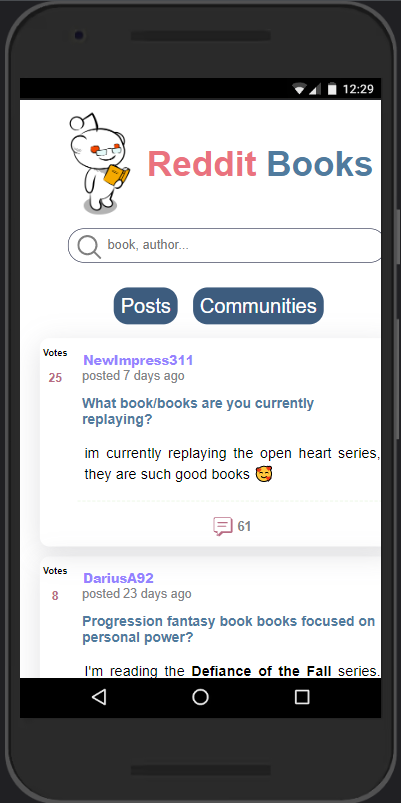 12:29
Reddit Books
book, author...
Posts Communities
Votes
25
NewImpress311
posted 7 days ago
What book/books are you currently
replaying?
im currently replaying the open heart series,
they are such good books 🥰
61
Votes
8
DariusA92
posted 23 days ago
Progression fantasy book books focused on
personal power?
I'm reading the Defiance of the Fall series.